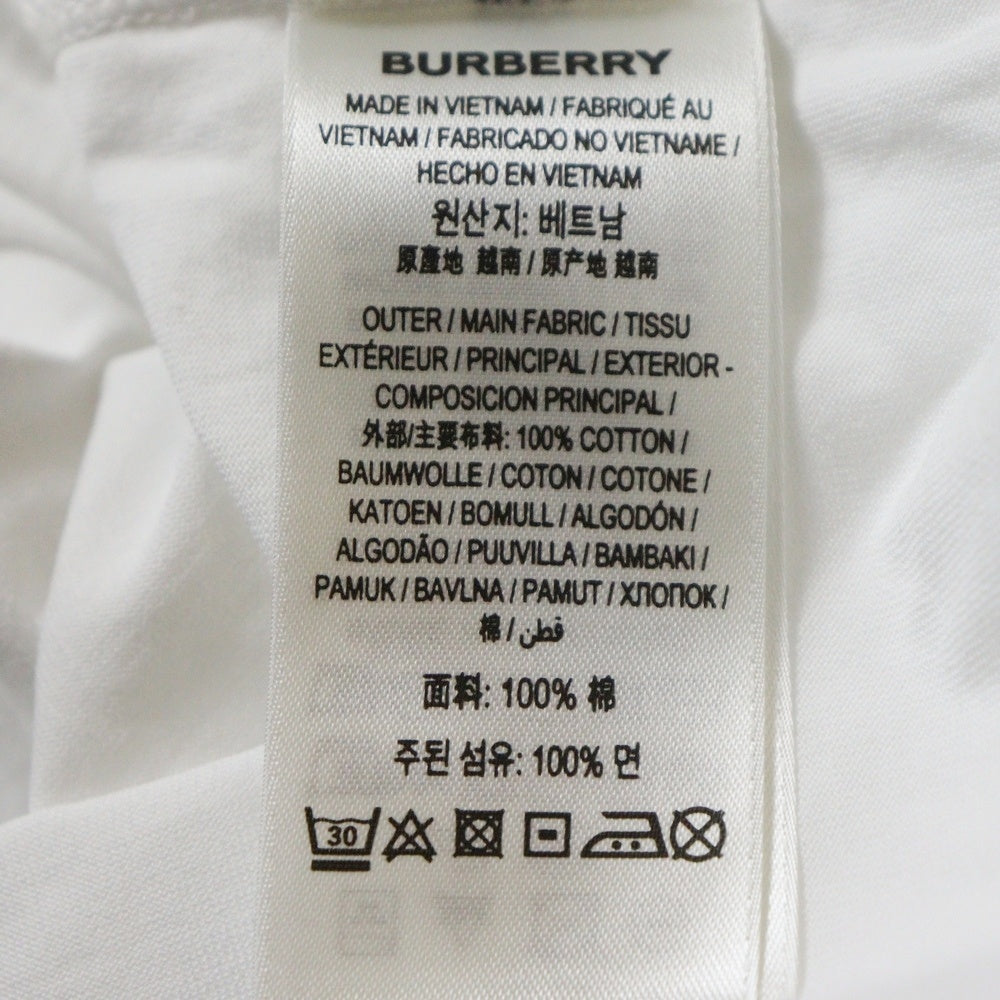 BURBERRY
MADE IN VIETNAM / FABRIQUÉ AU
VIETNAM / FABRICADO NO VIETNAME /
HECHO EN VIETNAM
원산지: 베트남
原產地 越南 / 原产地 越南
OUTER / MAIN FABRIC / TISSU
EXTÉRIEUR / PRINCIPAL / EXTERIOR -
COMPOSICION PRINCIPAL /
外部/主要布料: 100% COTTON /
BAUMWOLLE / COTON / COTONE /
KATOEN / BOMULL / ALGODÓN /
ALGODÃO / PUUVILLA / BAMBAKI /
PAMUK / BAVLNA / PAMUT / ХЛОПОК /
棉 / قطن
面料: 100% 棉
주된 섬유: 100% 면
30